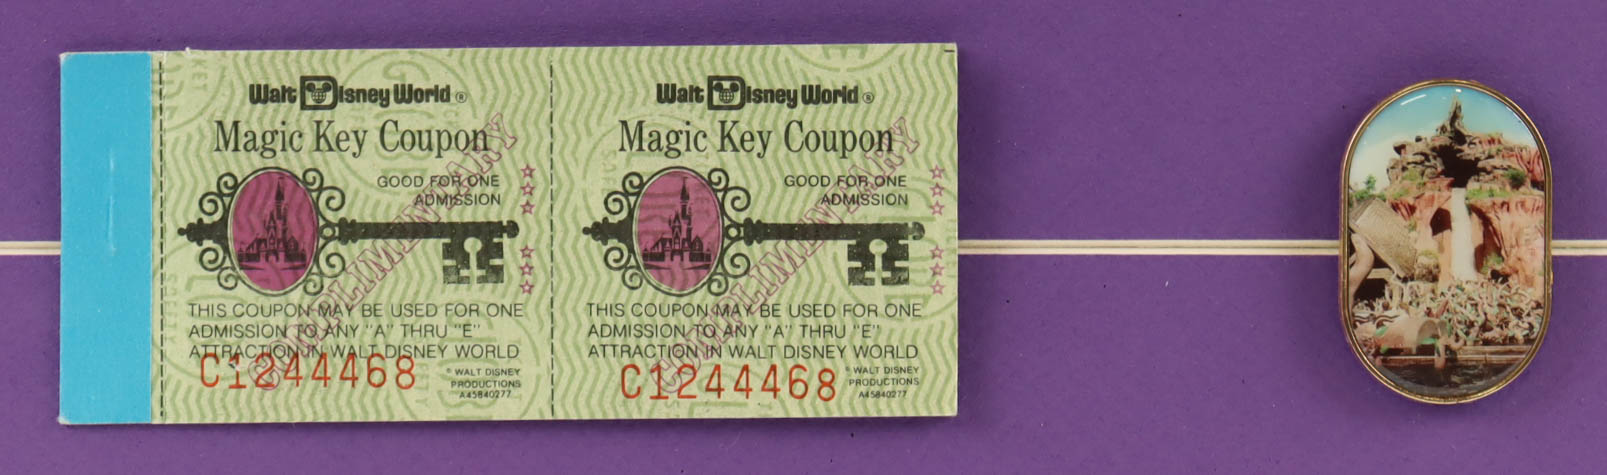 Walt Disney World ®
Magic Key Coupon
GOOD FOR ONE
ADMISSION
COMPLIMENTARY
THIS COUPON MAY BE USED FOR ONE
ADMISSION TO ANY "A" THRU "E"
ATTRACTION IN WALT DISNEY WORLD
C1244468
© WALT DISNEY
PRODUCTIONS
A45840277
Walt Disney World ®
Magic Key Coupon
GOOD FOR ONE
ADMISSION
COMPLIMENTARY
THIS COUPON MAY BE USED FOR ONE
ADMISSION TO ANY "A" THRU "E"
ATTRACTION IN WALT DISNEY WORLD
C1244468
© WALT DISNEY
PRODUCTIONS
A45840277